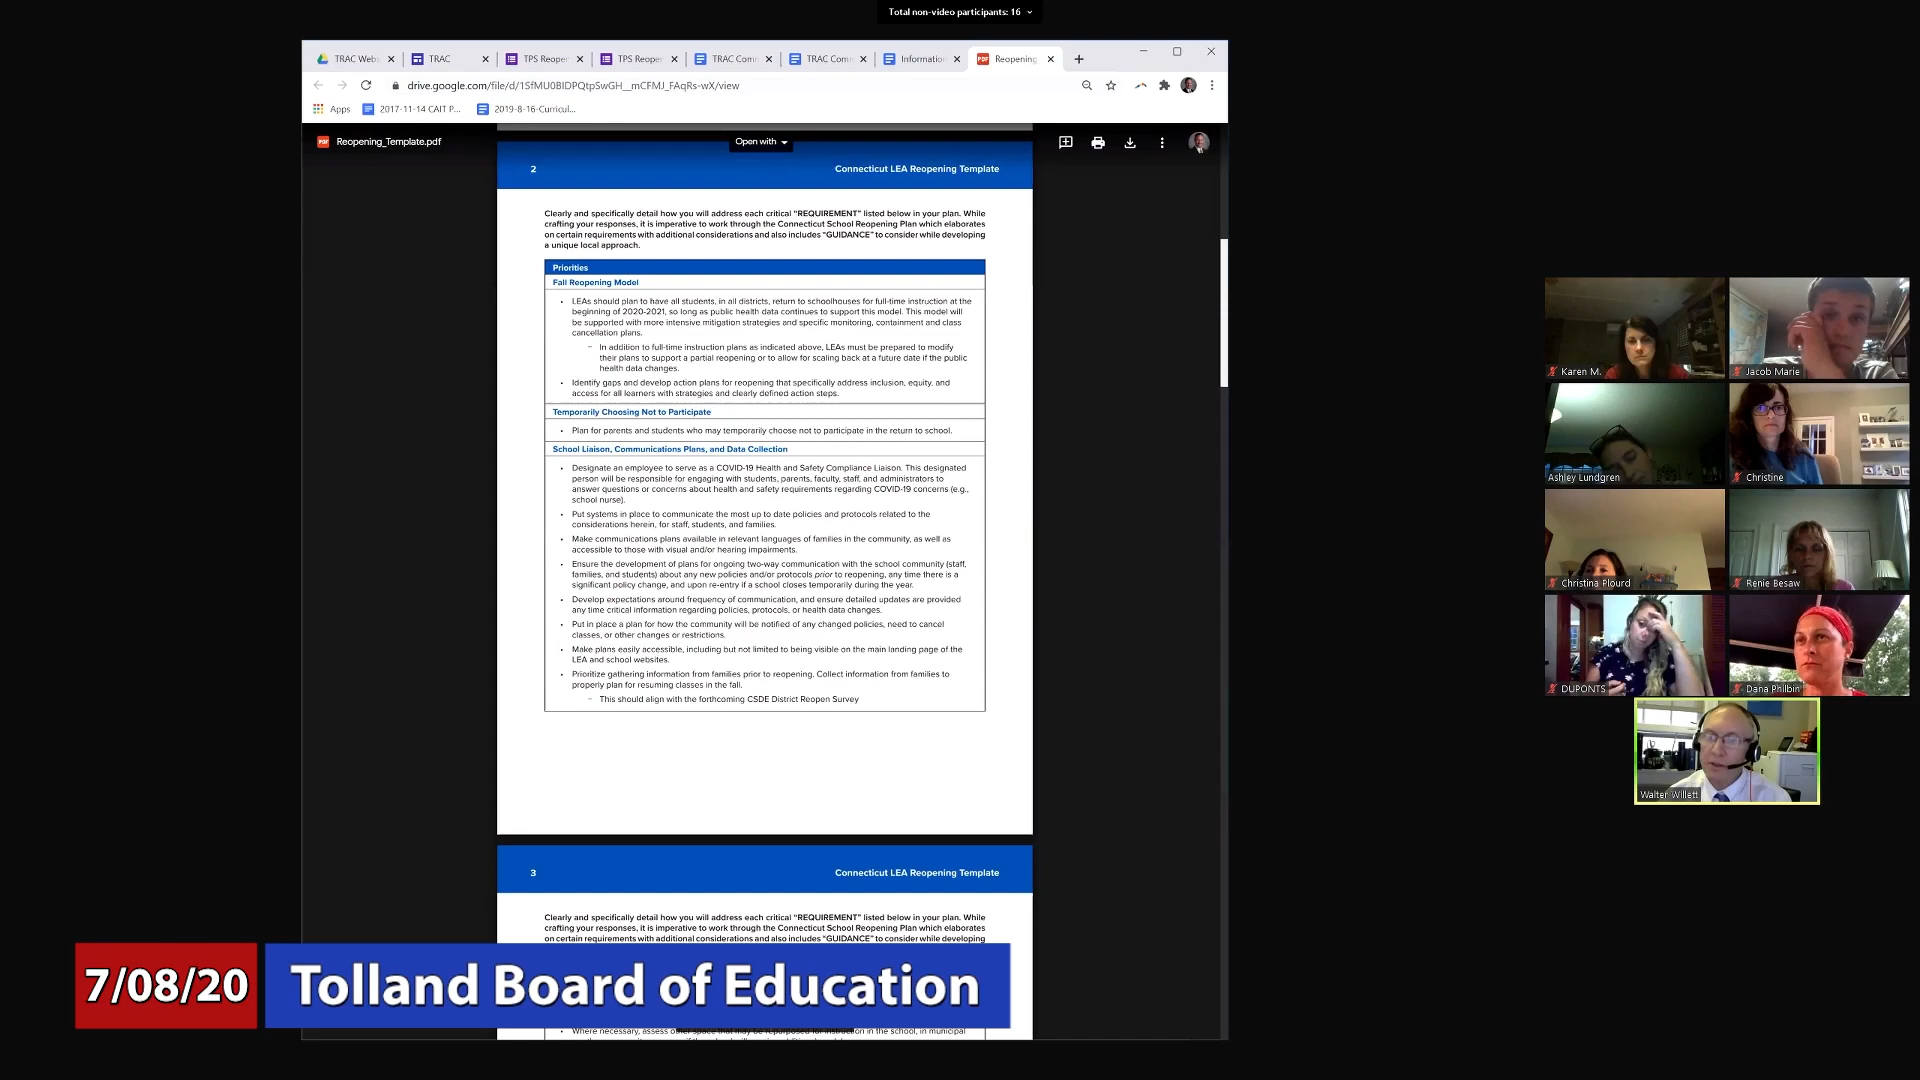 Total non-video participants: 16
TRAC Web
TRAC
TPS Reoper
TPS Reoper
TRAC Com
TRAC Com
Information
Reopening
drive.google.com/file/d/1SfMU0BIDPQtpSwGH__mCFMJ_FAqRs-wX/view
Apps
2017-11-14 CAIT P...
2019-8-16-Curricul...
Reopening_Template.pdf
Open with
2
Connecticut LEA Reopening Template
Clearly and specifically detail how you will address each critical “REQUIREMENT” listed below in your plan. While
crafting your responses, it is imperative to work through the Connecticut School Reopening Plan which elaborates
on certain requirements with additional considerations and also includes “GUIDANCE” to consider while developing
a unique local approach.
Priorities
Fall Reopening Model
• LEAs should plan to have all students, in all districts, return to schoolhouses for full-time instruction at the
beginning of 2020-2021, so long as public health data continues to support this model. This model will
be supported with more intensive mitigation strategies and specific monitoring, containment and class
cancellation plans.
– In addition to full-time instruction plans as indicated above, LEAs must be prepared to modify
their plans to support a partial reopening or to allow for scaling back at a future date if the public
health data changes.
• Identify gaps and develop action plans for reopening that specifically address inclusion, equity, and
access for all learners with strategies and clearly defined action steps.
Temporarily Choosing Not to Participate
• Plan for parents and students who may temporarily choose not to participate in the return to school.
School Liaison, Communications Plans, and Data Collection
• Designate an employee to serve as a COVID-19 Health and Safety Compliance Liaison. This designated
person will be responsible for engaging with students, parents, faculty, staff, and administrators to
answer questions or concerns about health and safety requirements regarding COVID-19 concerns (e.g.,
school nurse).
• Put systems in place to communicate the most up to date policies and protocols related to the
considerations herein, for staff, students, and families.
• Make communications plans available in relevant languages of families in the community, as well as
accessible to those with visual and/or hearing impairments.
• Ensure the development of plans for ongoing two-way communication with the school community (staff,
families, and students) about any new policies and/or protocols prior to reopening, any time there is a
significant policy change, and upon re-entry if a school closes temporarily during the year.
• Develop expectations around frequency of communication, and ensure detailed updates are provided
any time critical information regarding policies, protocols, or health data changes.
• Put in place a plan for how the community will be notified of any changed policies, need to cancel
classes, or other changes or restrictions.
• Make plans easily accessible, including but not limited to being visible on the main landing page of the
LEA and school websites.
• Prioritize gathering information from families prior to reopening. Collect information from families to
properly plan for resuming classes in the fall.
– This should align with the forthcoming CSDE District Reopen Survey
3
Connecticut LEA Reopening Template
Clearly and specifically detail how you will address each critical “REQUIREMENT” listed below in your plan. While
crafting your responses, it is imperative to work through the Connecticut School Reopening Plan which elaborates
on certain requirements with additional considerations and also includes “GUIDANCE” to consider while developing
7/08/20
Tolland Board of Education
• Where necessary, assess other space that may be repurposed for instruction in the school, in municipal
Karen M.
Jacob Marie
Ashley Lundgren
Christine
Christina Plourd
Renie Besaw
DUPONTS
Dana Philbin
Walter Willett